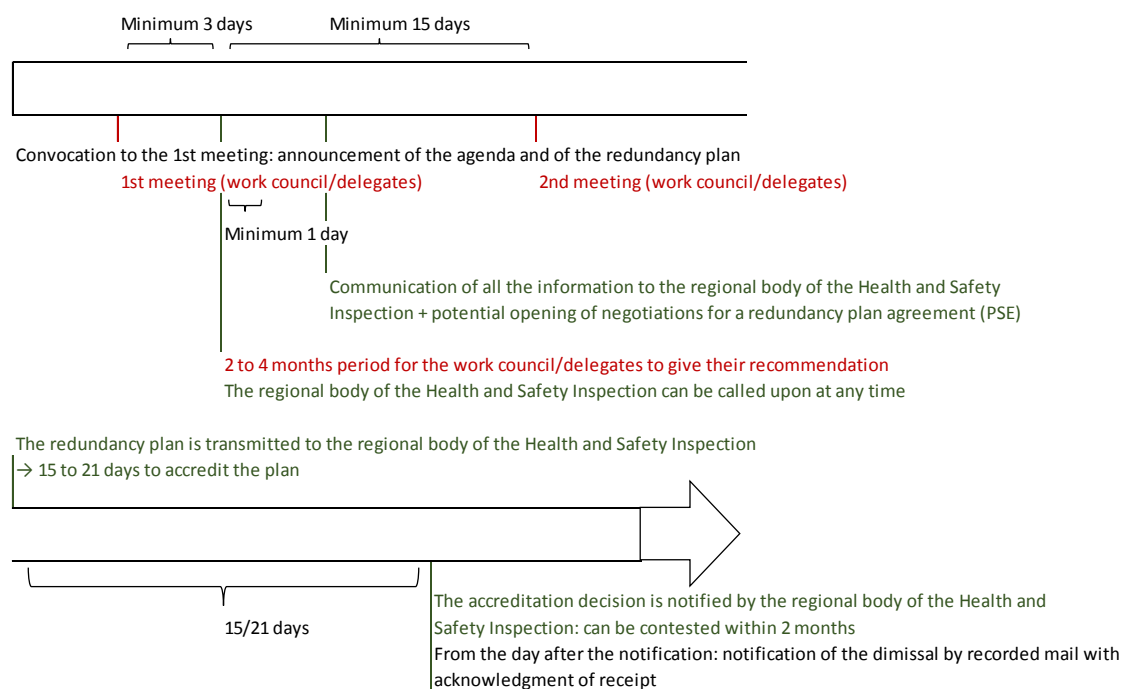 Minimum 3 days
Minimum 15 days
Convocation to the 1st meeting: announcement of the agenda and of the redundancy plan
1st meeting (work council/delegates)
2nd meeting (work council/delegates)
Minimum 1 day
Communication of all the information to the regional body of the Health and Safety
Inspection + potential opening of negotiations for a redundancy plan agreement (PSE)
2 to 4 months period for the work council/delegates to give their recommendation
The regional body of the Health and Safety Inspection can be called upon at any time
The redundancy plan is transmitted to the regional body of the Health and Safety Inspection
→ 15 to 21 days to accredit the plan
15/21 days
The accreditation decision is notified by the regional body of the Health and
Safety Inspection: can be contested within 2 months
From the day after the notification: notification of the dimissal by recorded mail with
acknowledgment of receipt